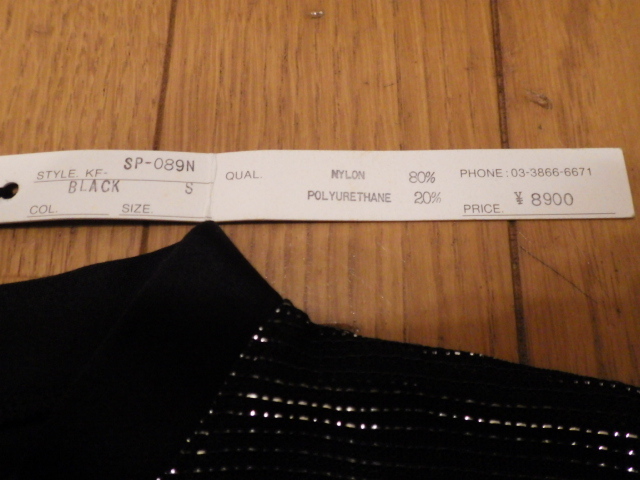 STYLE. KF- SP-089N
BLACK S
COL. SIZE
QUAL. NYLON 80%
POLYURETHANE 20%
PHONE:03-3866-6671
PRICE ¥ 8900